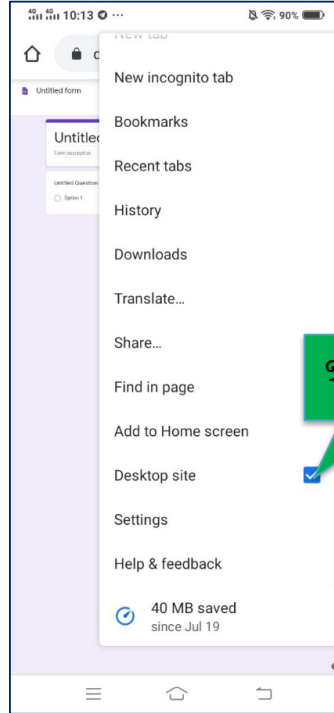 4G 4G 10:13
90%
New tab
Untitled form
Untitled
Form description
Untitled Question
Option 1
New incognito tab
Bookmarks
Recent tabs
History
Downloads
Translate...
Share...
Find in page
Add to Home screen
Desktop site
Settings
Help & feedback
40 MB saved
since Jul 19